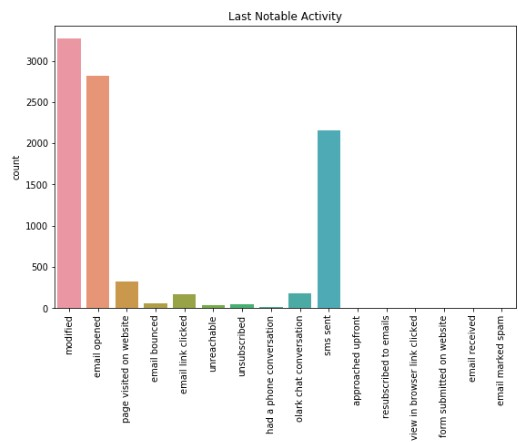 Last Notable Activity
count
3000
2500
2000
1500
1000
500
0
modified
email opened
page visited on website
email bounced
email link clicked
unreachable
unsubscribed
had a phone conversation
olark chat conversation
sms sent
approached upfront
resubscribed to emails
view in browser link clicked
form submitted on website
email received
email marked spam